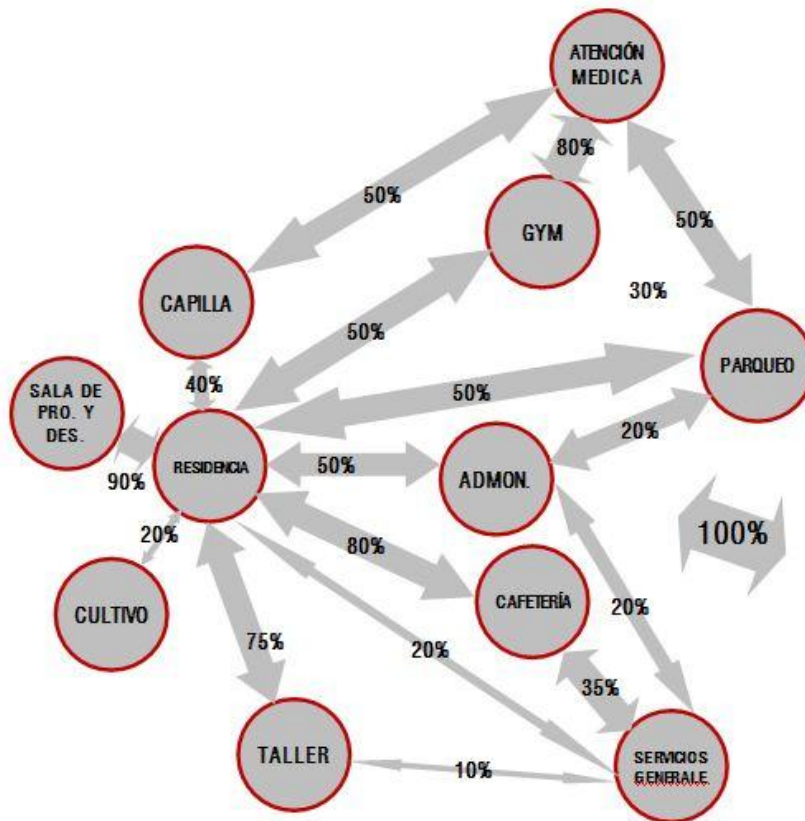 ATENCIÓN
MEDICA
80%
50%
GYM
50%
30%
CAPILLA
50%
PARQUEO
40%
50%
SALA DE
PRO. Y
DES.
20%
RESIDENCIA
50%
ADMON.
90%
20%
80%
100%
CULTIVO
CAFETERÍA
20%
75%
20%
35%
TALLER
10%
SERVICIOS
GENERALE.